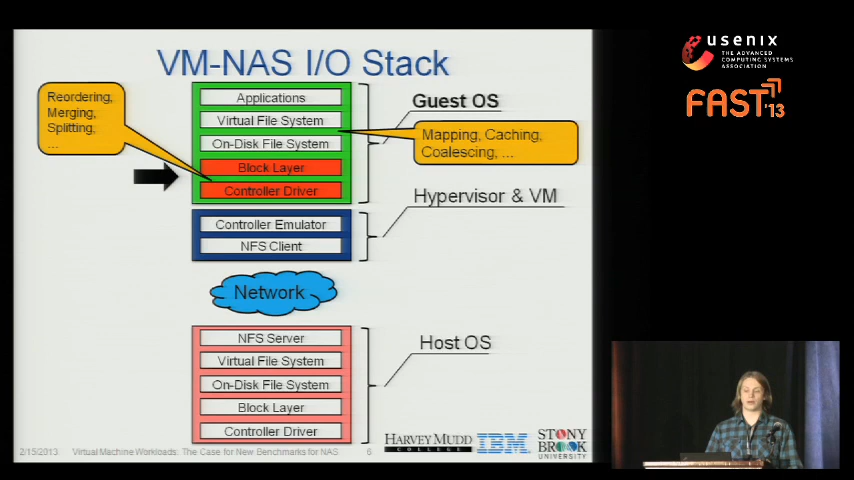 VM-NAS I/O Stack
Reordering,
Merging,
Splitting,
...
Applications
Virtual File System
On-Disk File System
Block Layer
Controller Driver
Guest OS
Mapping, Caching,
Coalescing, ...
Controller Emulator
NFS Client
Hypervisor & VM
Network
NFS Server
Virtual File System
On-Disk File System
Block Layer
Controller Driver
Host OS
2/15/2013
Virtual Machine Workloads: The Case for New Benchmarks for NAS
6
HARVEY MUDD
COLLEGE
IBM
STONY
BROOK
UNIVERSITY
usenix
THE ADVANCED
COMPUTING SYSTEMS
ASSOCIATION
FAST'13